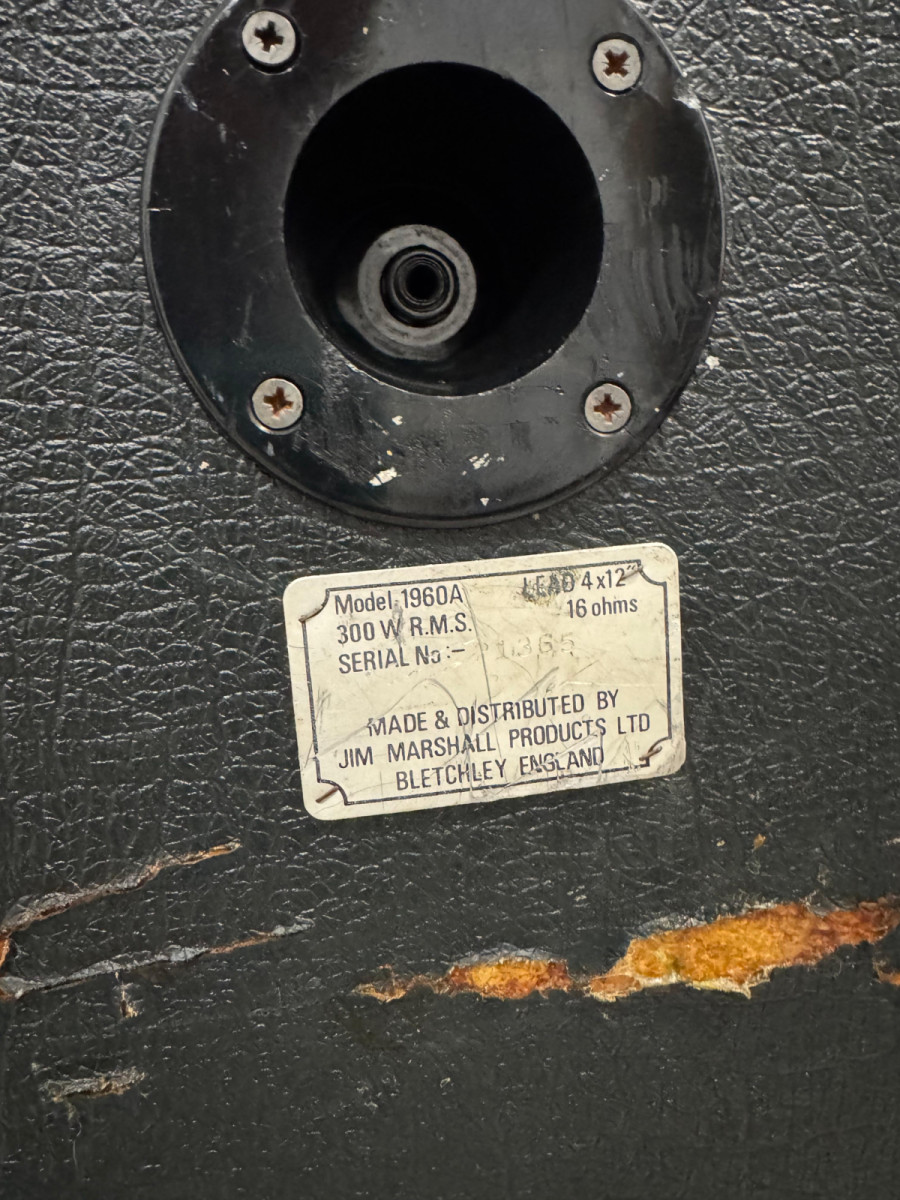 Model 1960A LEAD 4x12"
300 W R.M.S. 16 ohms
SERIAL No :-
MADE & DISTRIBUTED BY
JIM MARSHALL PRODUCTS LTD
BLETCHLEY ENGLAND